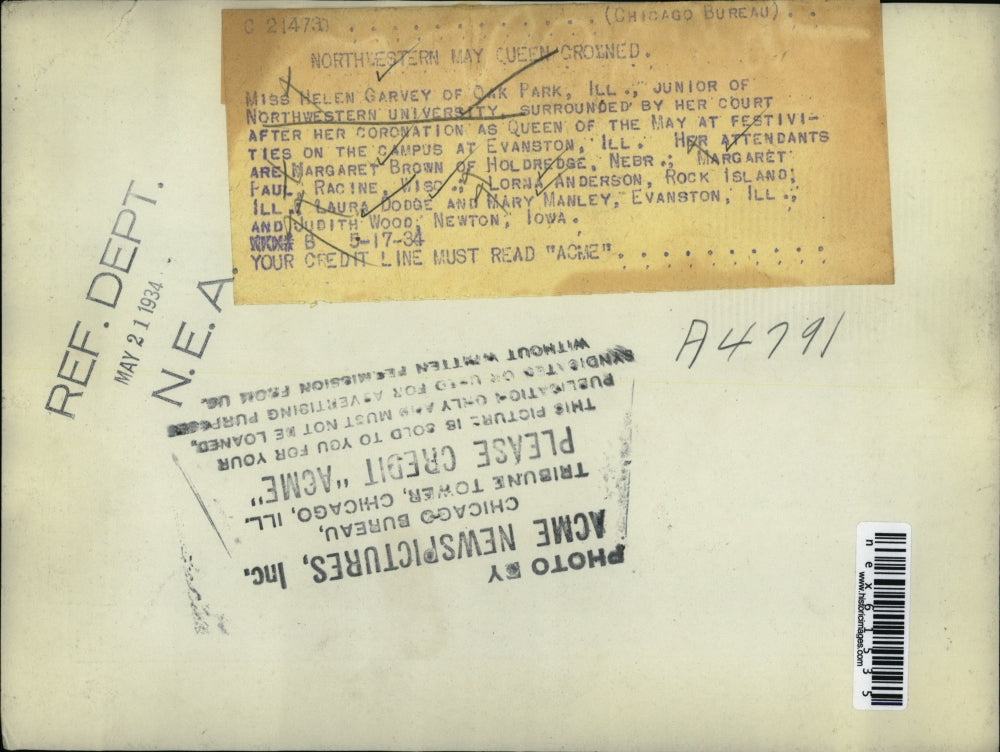 C 21473 . . . . . . . . . . . . (CHICAGO BUREAU) . .
NORTHWESTERN MAY QUEEN CROWNED.
MISS HELEN GARVEY OF OAK PARK, ILL., JUNIOR OF
NORTHWESTERN UNIVERSITY, SURROUNDED BY HER COURT
AFTER HER CORONATION AS QUEEN OF THE MAY AT FESTIVI-
TIES ON THE CAMPUS AT EVANSTON, ILL. HER ATTENDANTS
ARE MARGARET BROWN OF HOLDREDGE, NEBR.; MARGARET
PAUL, RACINE, WISC.; LORNA ANDERSON, ROCK ISLAND,
ILL.; LAURA DODGE AND MARY MANLEY, EVANSTON, ILL.;
AND JUDITH WOOD, NEWTON, IOWA.
B 5-17-34
YOUR CREDIT LINE MUST READ "ACME". . . . . . . . . . .
REF. DEPT.
MAY 21 1934
N. E. A.
A4791
PHOTO BY
ACME NEWSPICTURES, Inc.
CHICAGO BUREAU,
TRIBUNE TOWER, CHICAGO, ILL.
PLEASE CREDIT "ACME"
THIS PICTURE IS SOLD TO YOU FOR YOUR
PUBLICATION ONLY AND MUST NOT BE LOANED,
SYNDICATED OR USED FOR ADVERTISING PURPOSES
WITHOUT WRITTEN PERMISSION FROM US.
nex61535
www.historicimages.com